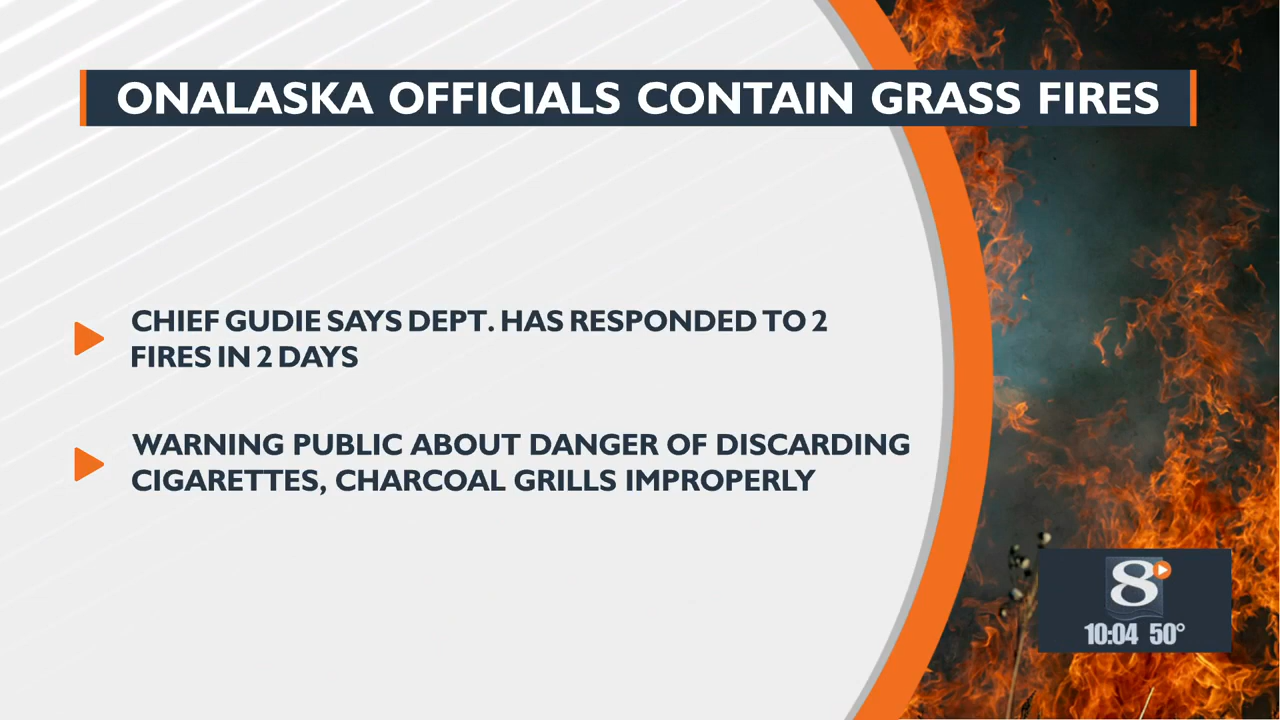 ONALASKA OFFICIALS CONTAIN GRASS FIRES
CHIEF GUDIE SAYS DEPT. HAS RESPONDED TO 2
FIRES IN 2 DAYS
WARNING PUBLIC ABOUT DANGER OF DISCARDING
CIGARETTES, CHARCOAL GRILLS IMPROPERLY
8
10:04 50°